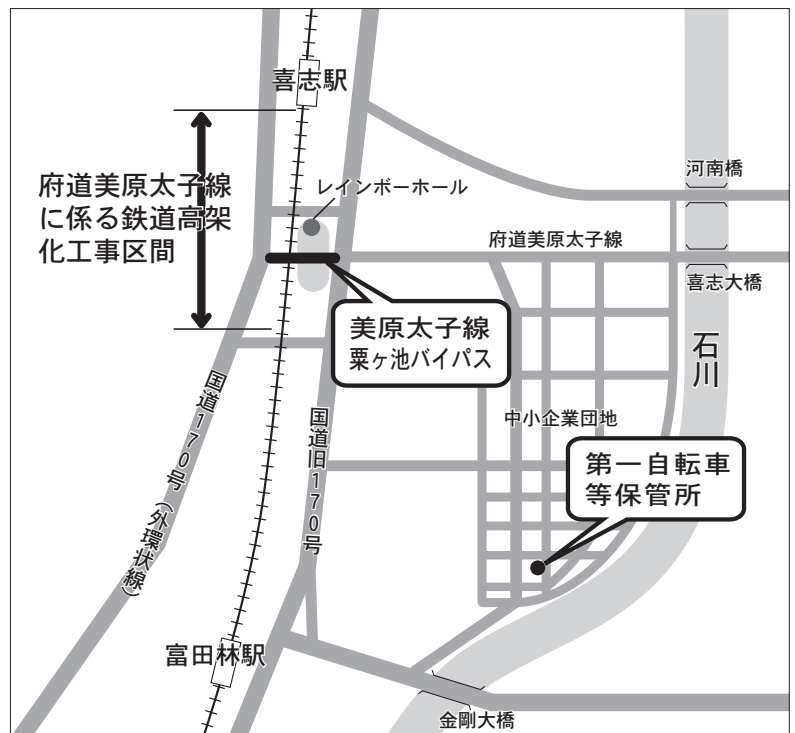 喜志駅
府道美原太子線
に係る鉄道高架
化工事区間
レインボーホール
河南橋
府道美原太子線
喜志大橋
美原太子線
粟ヶ池バイパス
石川
国道170号(外環状線)
国道旧170号
中小企業団地
第一自転車
等保管所
富田林駅
金剛大橋